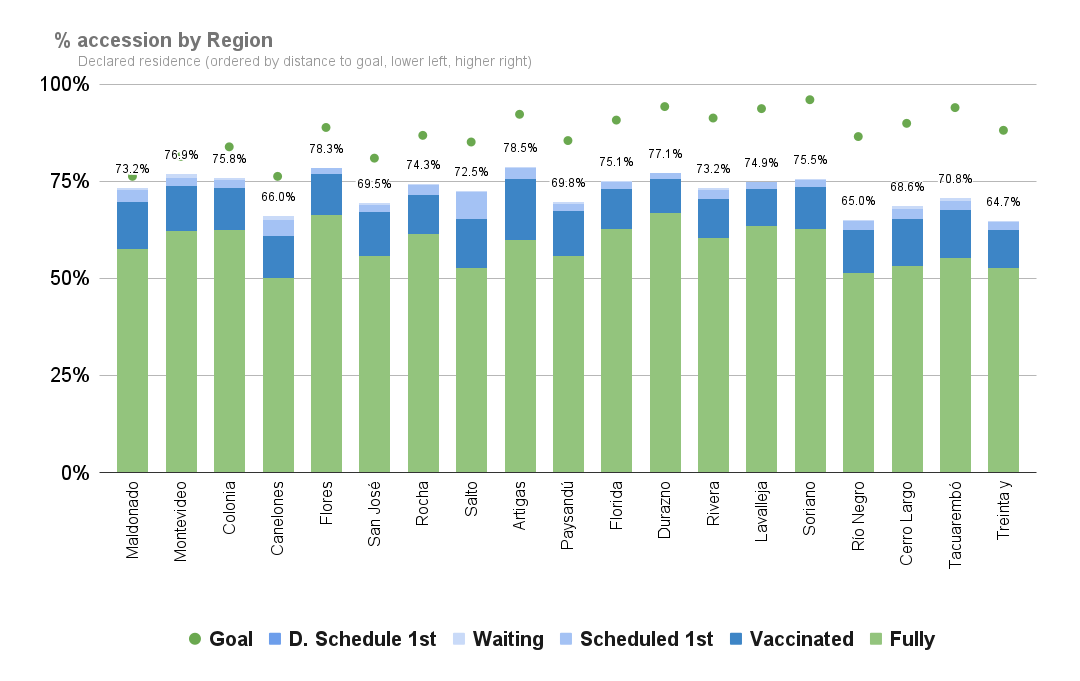 % accession by Region
Declared residence (ordered by distance to goal, lower left, higher right)
100%
75%
50%
25%
0%
73.2%
76.9%
75.8%
66.0%
78.3%
69.5%
74.3%
72.5%
78.5%
69.8%
75.1%
77.1%
73.2%
74.9%
75.5%
65.0%
68.6%
70.8%
64.7%
Maldonado
Montevideo
Colonia
Canelones
Flores
San José
Rocha
Salto
Artigas
Paysandú
Florida
Durazno
Rivera
Lavalleja
Soriano
Río Negro
Cerro Largo
Tacuarembó
Treinta y
Goal
D. Schedule 1st
Waiting
Scheduled 1st
Vaccinated
Fully